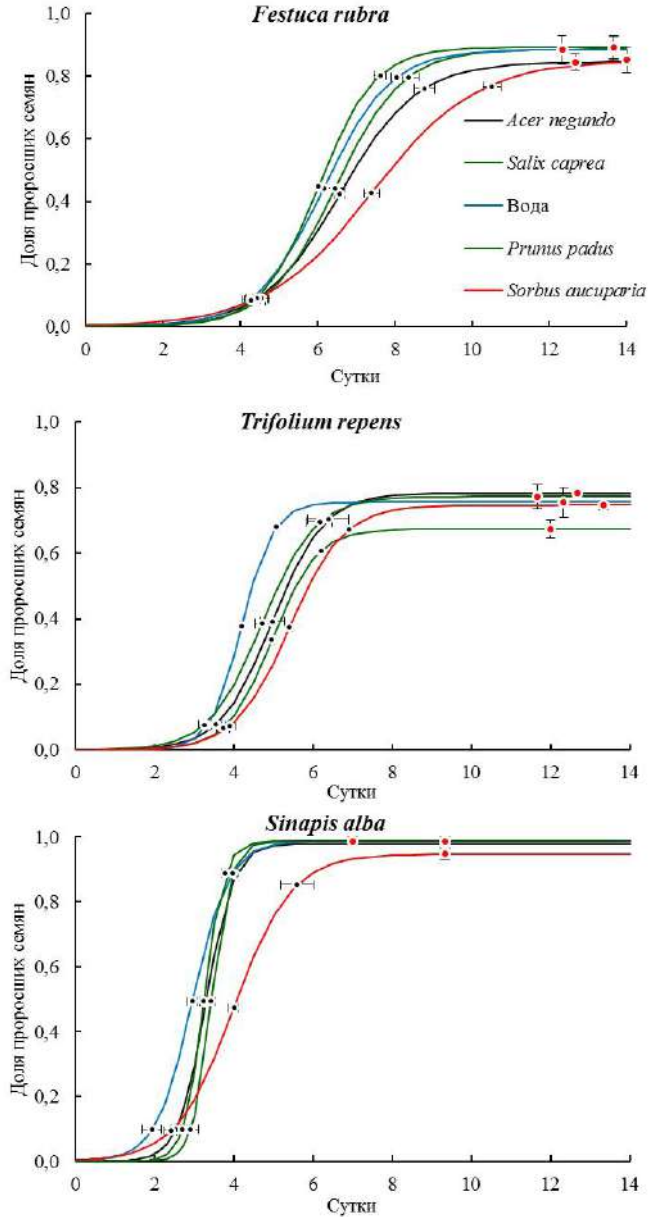 Festuca rubra
1,0
0,8
0,6
0,4
0,2
0,0
Доля проросших семян
Acer negundo
Salix caprea
Вода
Prunus padus
Sorbus aucuparia
0 2 4 6 8 10 12 14
Сутки
Trifolium repens
1,0
0,8
0,6
0,4
0,2
0,0
Доля проросших семян
0 2 4 6 8 10 12 14
Сутки
Sinapis alba
1,0
0,8
0,6
0,4
0,2
0,0
Доля проросших семян
0 2 4 6 8 10 12 14
Сутки